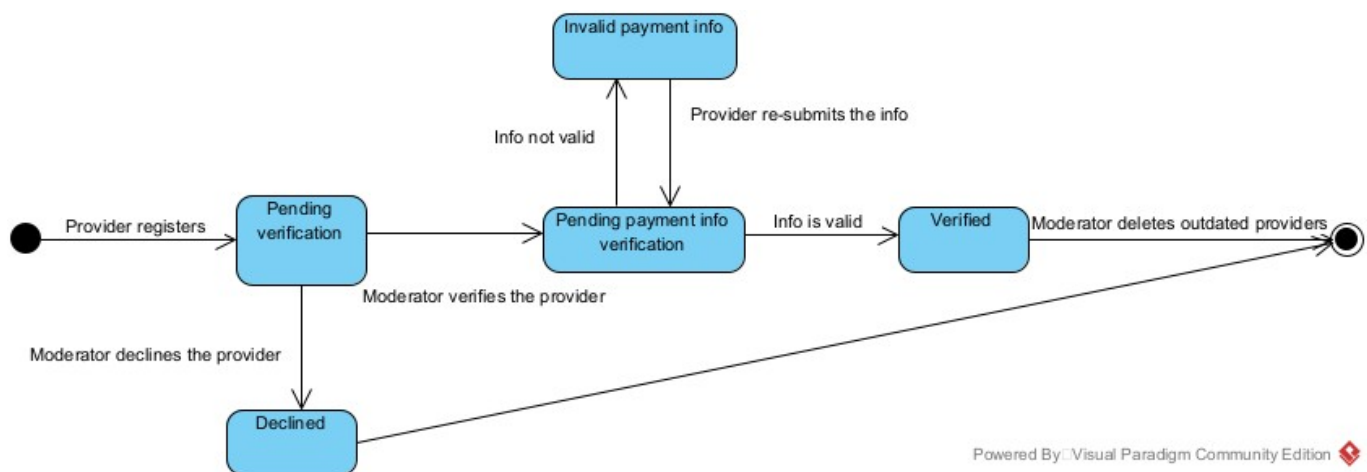 Invalid payment info
Provider re-submits the info
Info not valid
Provider registers
Pending
verification
Pending payment info
verification
Info is valid
Verified
Moderator deletes outdated providers
Moderator verifies the provider
Moderator declines the provider
Declined
Powered By Visual Paradigm Community Edition